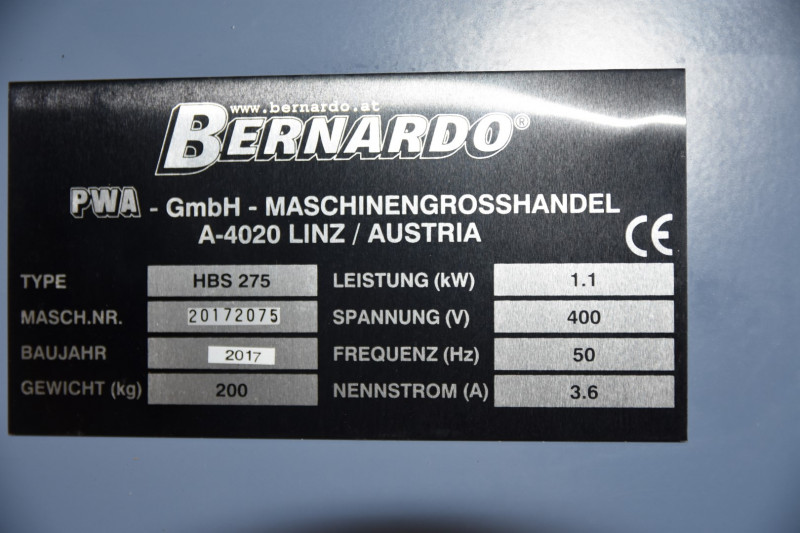 www.bernardo.at
BERNARDO®
PWA - GmbH - MASCHINENGROSSHANDEL
A-4020 LINZ / AUSTRIA
CE
TYPE HBS 275 LEISTUNG (kW) 1.1
MASCH.NR. 20172075 SPANNUNG (V) 400
BAUJAHR 2017 FREQUENZ (Hz) 50
GEWICHT (kg) 200 NENNSTROM (A) 3.6